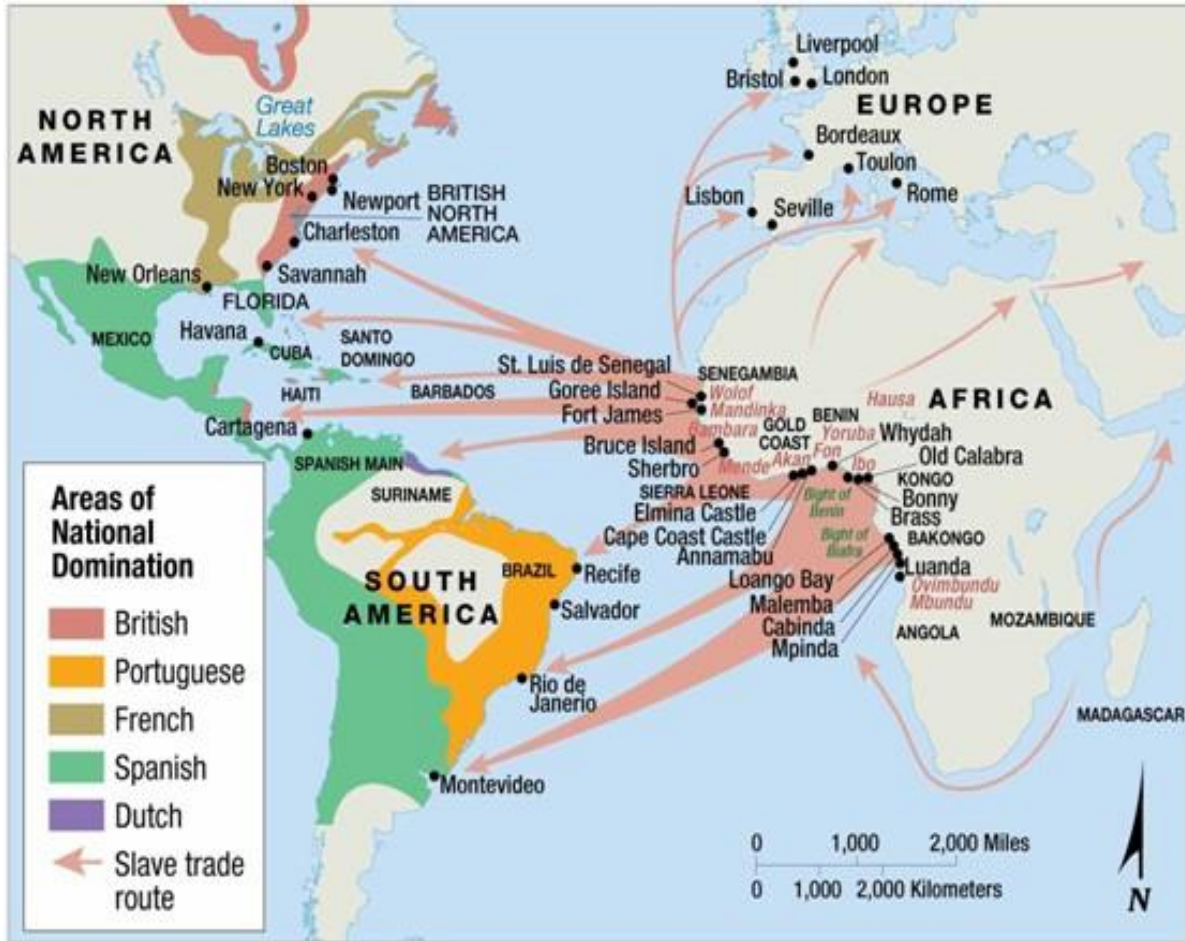 Liverpool
Bristol
London
EUROPE
Great
Lakes
NORTH
AMERICA
Bordeaux
Toulon
Boston
New York
Newport
BRITISH
NORTH
AMERICA
Lisbon
Seville
Rome
Charleston
New Orleans
Savannah
FLORIDA
MEXICO
Havana
CUBA
SANTO
DOMINGO
HAITI
BARBADOS
St. Luis de Senegal
SENEGAMBIA
Goree Island
Wolof
Fort James
Mandinka
Bambara
GOLD
COAST
BENIN
Hausa
AFRICA
Yoruba
Whydah
Cartagena
Bruce Island
Sherbro
Mende
Akan
Fon
Ibo
Old Calabra
SPANISH MAIN
SURINAME
SIERRA LEONE
KONGO
Bonny
Brass
Elmina Castle
Bight of
Benin
Cape Coast Castle
Annamabu
Bight of
Biafra
BAKONGO
Luanda
SOUTH
AMERICA
BRAZIL
Recife
Salvador
Loango Bay
Ovimbundu
Mbundu
Malemba
Cabinda
Mpinda
ANGOLA
MOZAMBIQUE
Rio de
Janerio
MADAGASCAR
Montevideo
Areas of
National
Domination
British
Portuguese
French
Spanish
Dutch
Slave trade
route
0 1,000 2,000 Miles
0 1,000 2,000 Kilometers
N